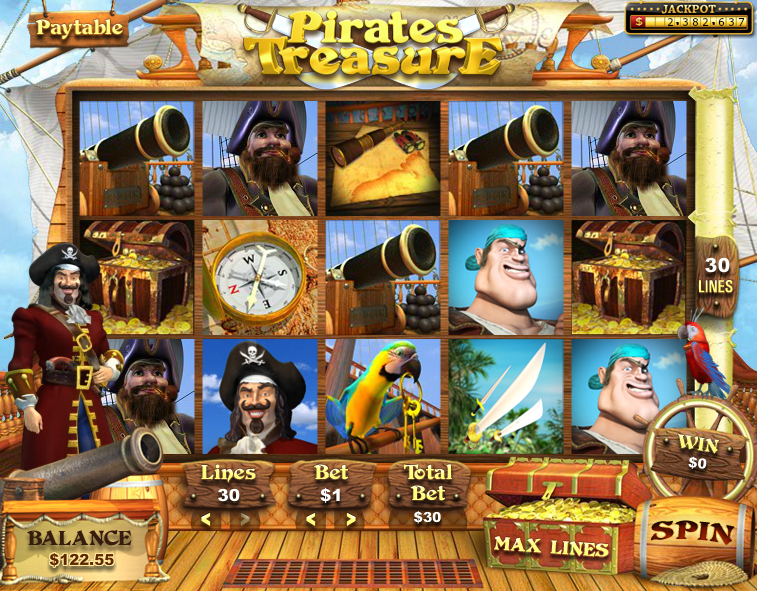 Paytable
Pirates
Treasure
JACKPOT
$ 2.382.637
30
LINES
W S
N E
Lines
30
Bet
$1
Total
Bet
$30
WIN
$0
BALANCE
$122.55
MAX LINES
SPIN